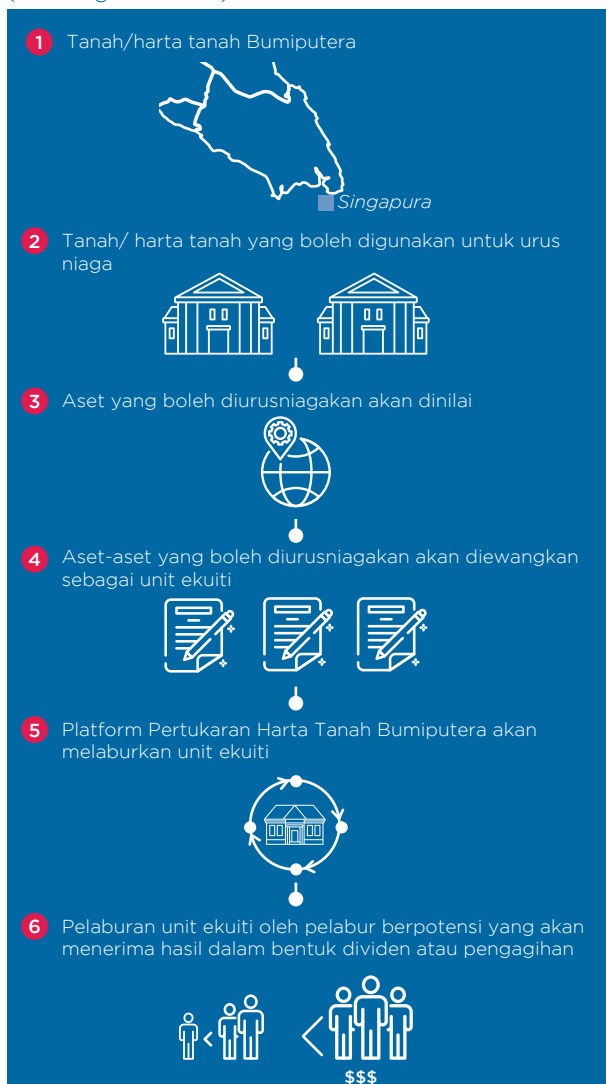 1 Tanah/harta tanah Bumiputera
Singapura
2 Tanah/ harta tanah yang boleh digunakan untuk urus
niaga
3 Aset yang boleh diurusniagakan akan dinilai
4 Aset-aset yang boleh diurusniagakan akan diewangkan
sebagai unit ekuiti
5 Platform Pertukaran Harta Tanah Bumiputera akan
melaburkan unit ekuiti
6 Pelaburan unit ekuiti oleh pelabur berpotensi yang akan
menerima hasil dalam bentuk dividen atau pengagihan
$$$